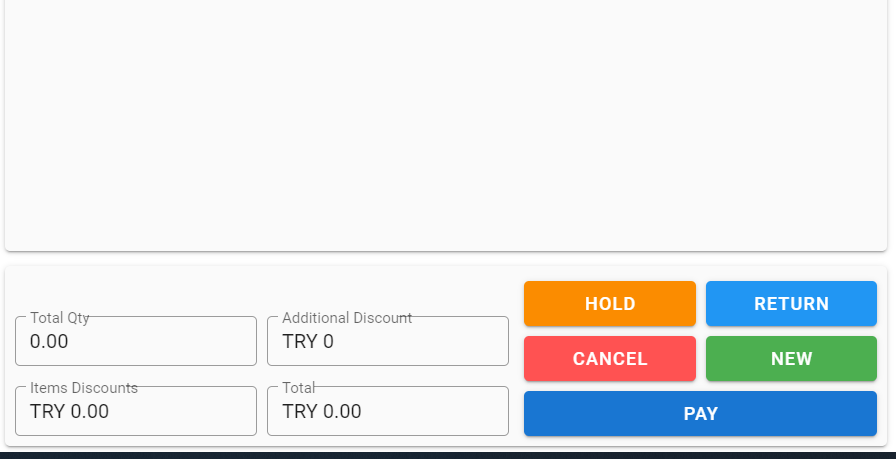 Total Qty
0.00
Additional Discount
TRY 0
Items Discounts
TRY 0.00
Total
TRY 0.00
HOLD
RETURN
CANCEL
NEW
PAY